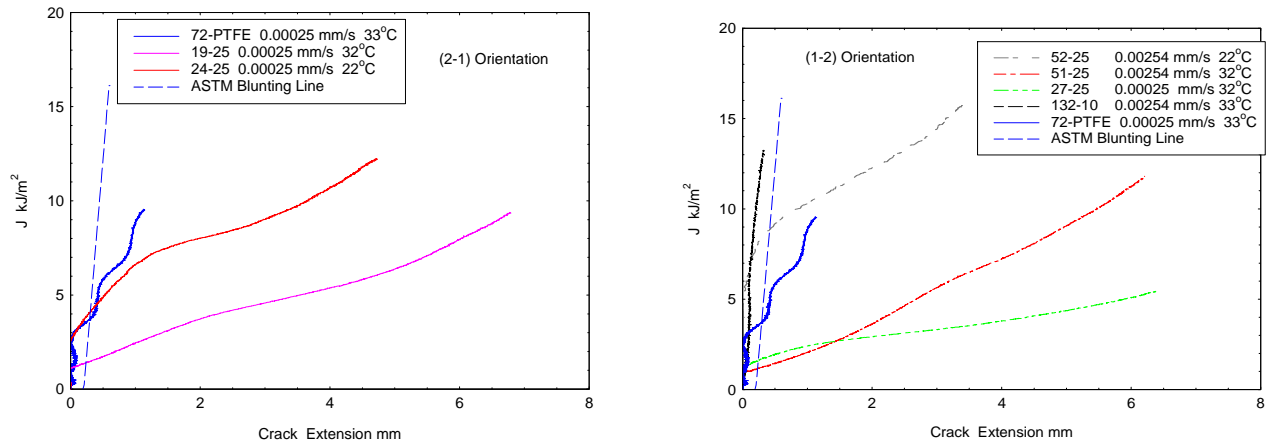 20
15
10
5
0
J kJ/m²
72-PTFE 0.00025 mm/s 33°C
19-25 0.00025 mm/s 32°C
24-25 0.00025 mm/s 22°C
ASTM Blunting Line
(2-1) Orientation
0 2 4 6 8
Crack Extension mm
20
15
10
5
0
J kJ/m²
(1-2) Orientation
52-25 0.00254 mm/s 22°C
51-25 0.00254 mm/s 32°C
27-25 0.00025 mm/s 32°C
132-10 0.00254 mm/s 33°C
72-PTFE 0.00025 mm/s 33°C
ASTM Blunting Line
0 2 4 6 8
Crack Extension mm